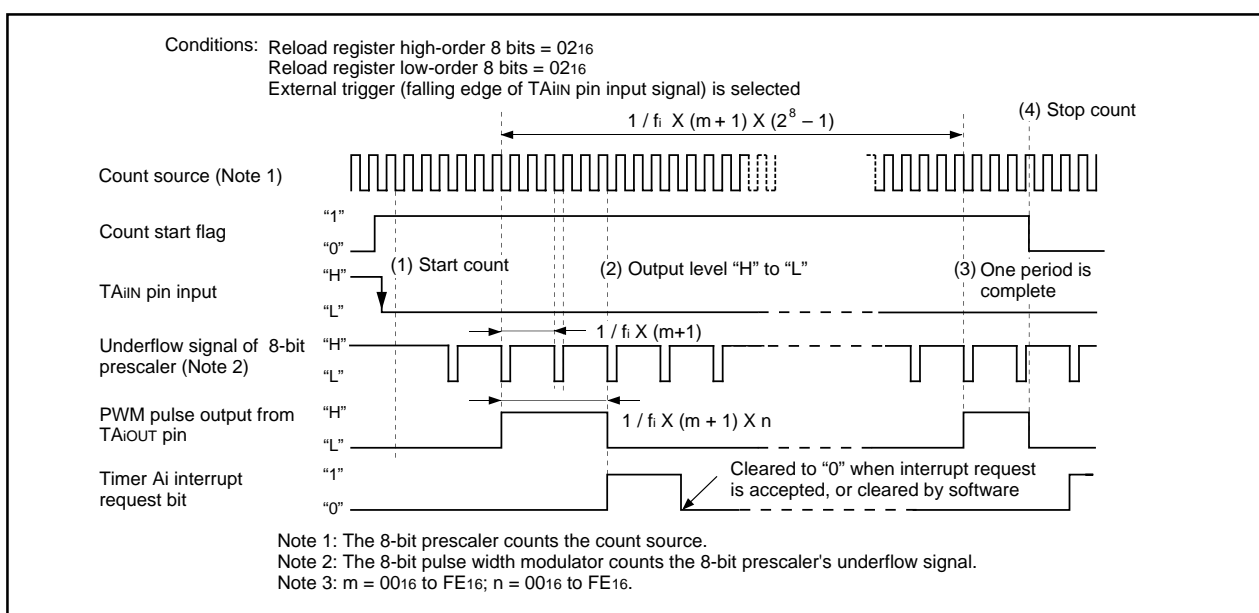 Conditions: Reload register high-order 8 bits = 0216
Reload register low-order 8 bits = 0216
External trigger (falling edge of TAiIN pin input signal) is selected
(4) Stop count
1 / fi X (m + 1) X (2⁸ – 1)
Count source (Note 1)
Count start flag
“1”
“0”
(1) Start count
(2) Output level “H” to “L”
(3) One period is
complete
TAiIN pin input
“H”
“L”
1 / fi X (m+1)
Underflow signal of 8-bit
prescaler (Note 2)
“H”
“L”
PWM pulse output from
TAiOUT pin
“H”
“L”
1 / fi X (m + 1) X n
Timer Ai interrupt
request bit
“1”
“0”
Cleared to “0” when interrupt request
is accepted, or cleared by software
Note 1: The 8-bit prescaler counts the count source.
Note 2: The 8-bit pulse width modulator counts the 8-bit prescaler's underflow signal.
Note 3: m = 0016 to FE16; n = 0016 to FE16.